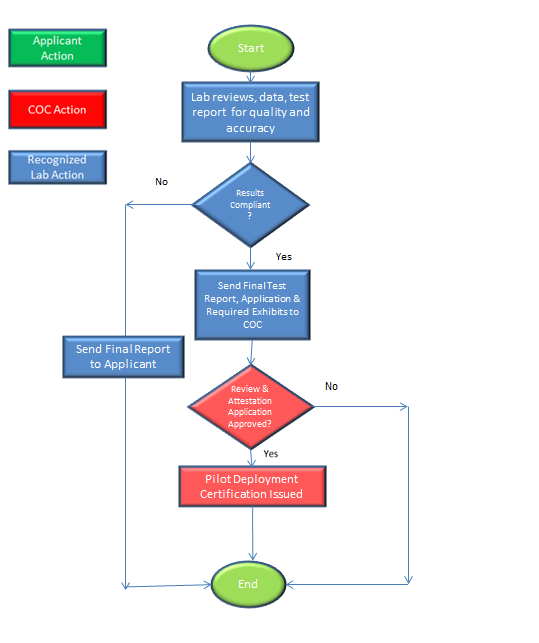 Applicant
Action
COC Action
Recognized
Lab Action
Start
Lab reviews, data, test
report for quality and
accuracy
No
Results
Compliant
?
Yes
Send Final Test
Report, Application &
Required Exhibits to
COC
Send Final Report
to Applicant
Review &
Attestation
Application
Approved?
No
Yes
Pilot Deployment
Certification Issued
End